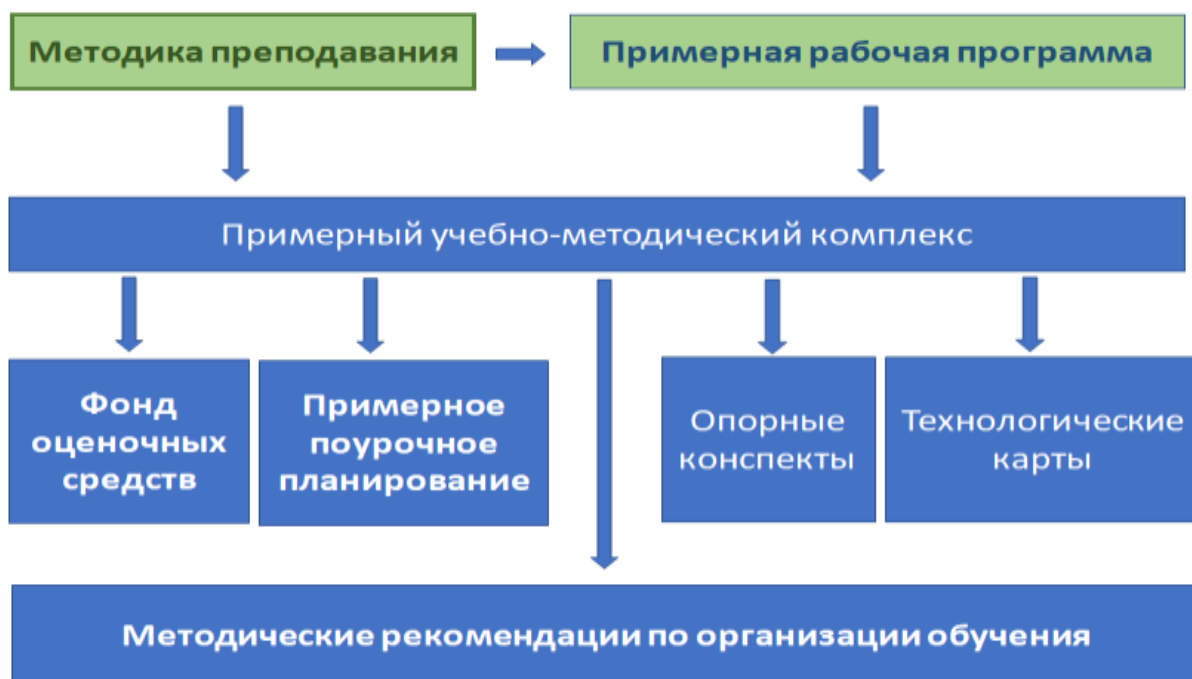 Методика преподавания
Примерная рабочая программа
Примерный учебно-методический комплекс
Фонд
оценочных
средств
Примерное
поурочное
планирование
Опорные
конспекты
Технологические
карты
Методические рекомендации по организации обучения